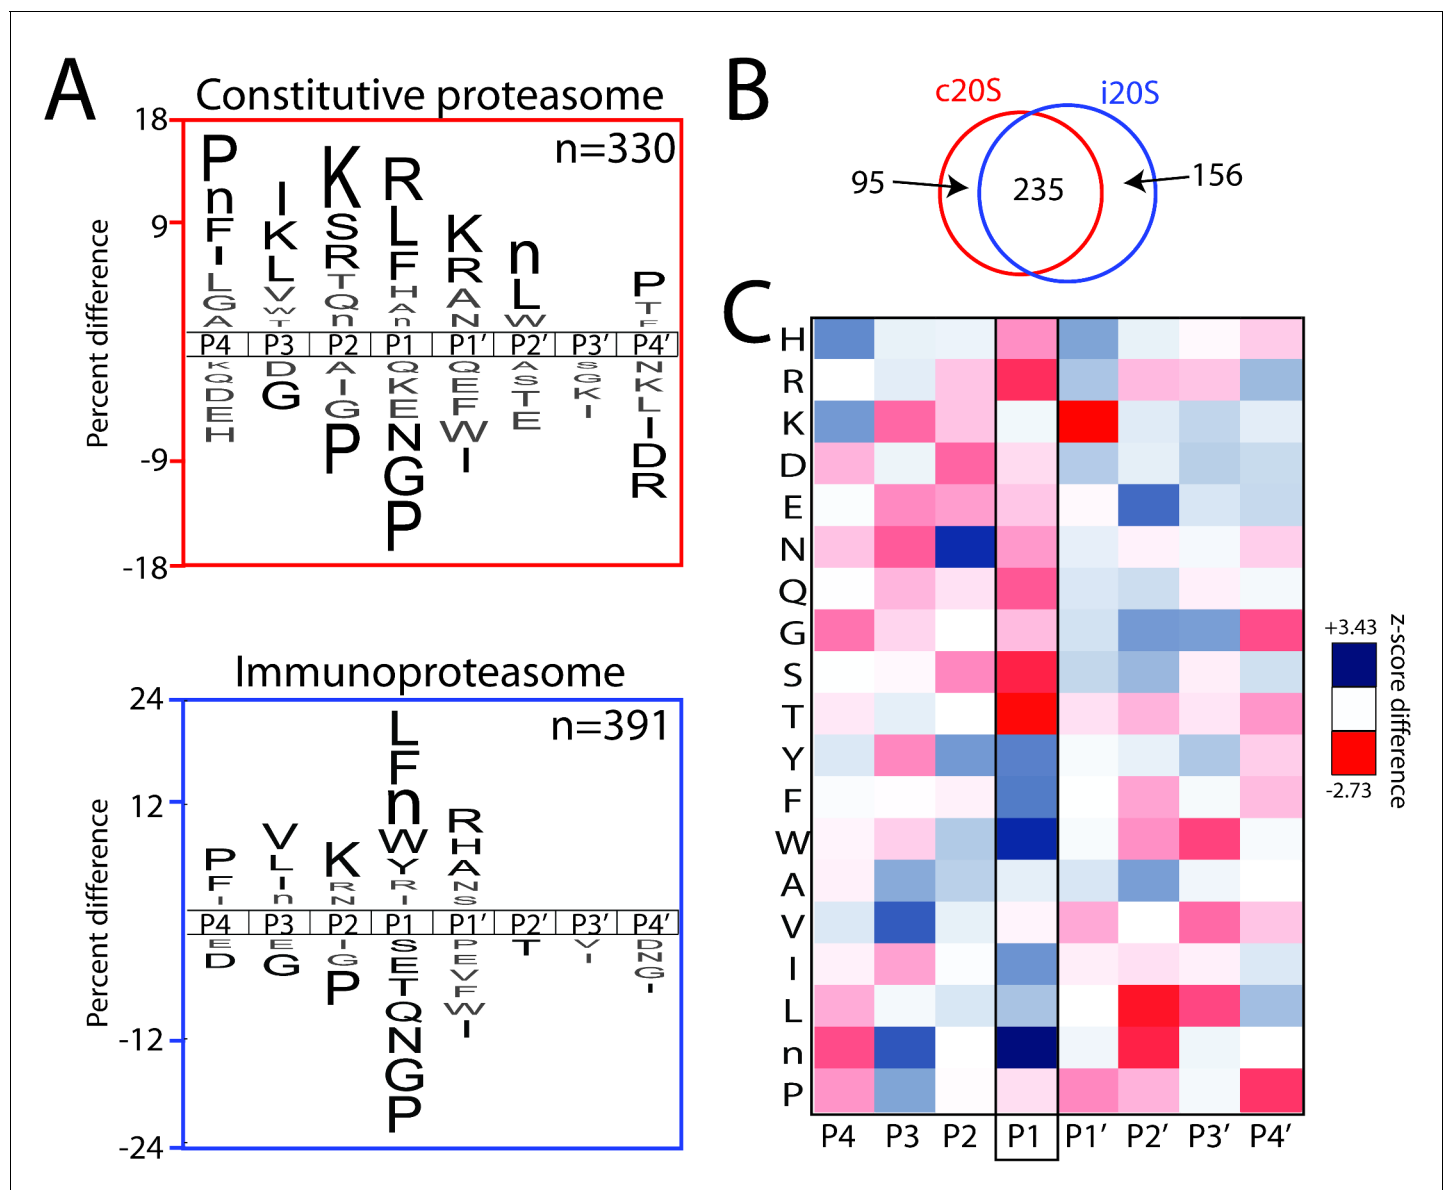 A
Constitutive proteasome
n=330
18
9
-9
-18
Percent difference
P n F I L G A
I K L V W T
K S R T Q n
R L F H A n
K R A N
n L W
P T F
P4 P3 P2 P1 P1′ P2′ P3′ P4′
K Q D E H
D G
A I G P
Q K E N G P
Q E F W I
A S T E
S G K I
N K L I D R
Immunoproteasome
n=391
24
12
-12
-24
Percent difference
P F I
V L I n
K R N
L F n W Y R I
R H A N S
P4 P3 P2 P1 P1′ P2′ P3′ P4′
E D
E G
I G P
S E T Q N G P
P E V F W I
T
V I
D N G I
B
c20S i20S
95 235 156
C
H
R
K
D
E
N
Q
G
S
T
Y
F
W
A
V
I
L
n
P
P4 P3 P2 P1 P1′ P2′ P3′ P4′
+3.43
-2.73
z-score difference